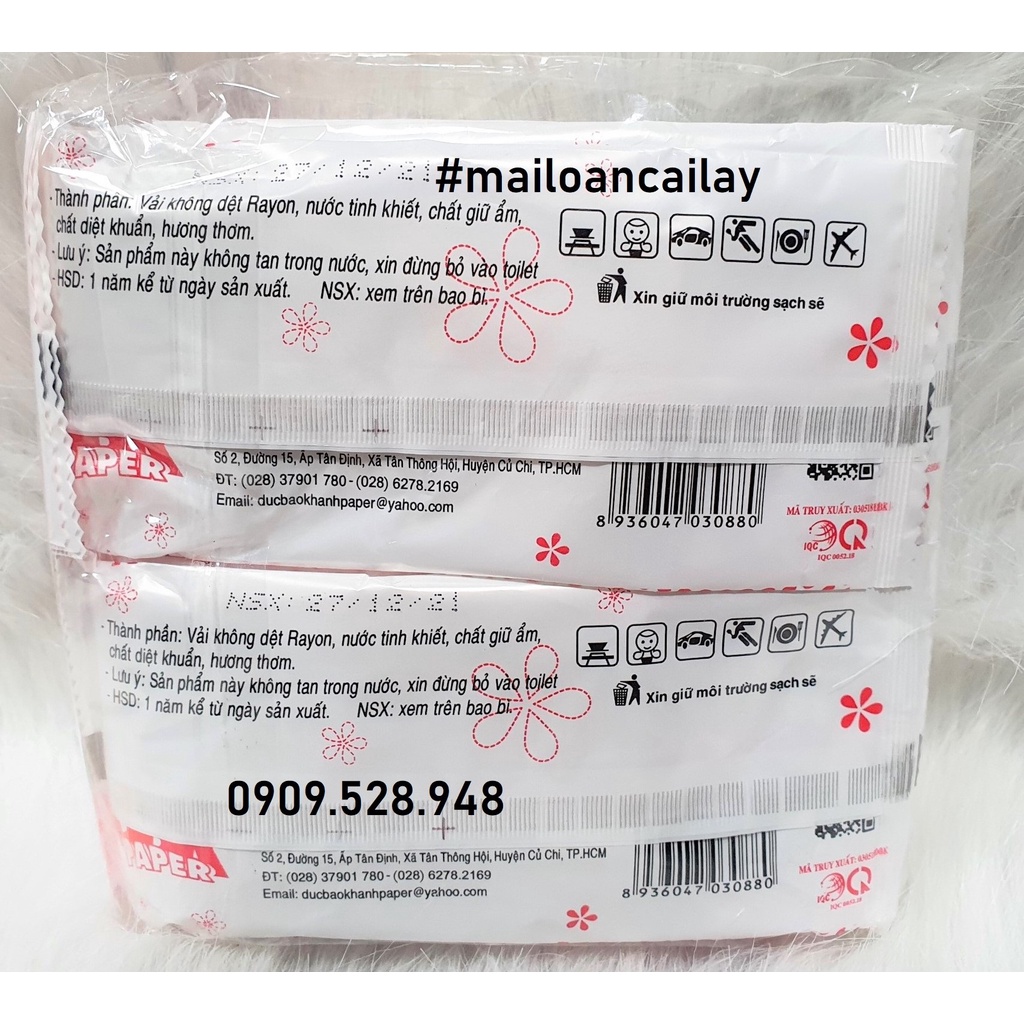 NSX: 27/12/21
#mailoancailay
- Thành phần: Vải không dệt Rayon, nước tinh khiết, chất giữ ẩm,
chất diệt khuẩn, hương thơm.
- Lưu ý: Sản phẩm này không tan trong nước, xin đừng bỏ vào toilet
- HSD: 1 năm kể từ ngày sản xuất. NSX: xem trên bao bì.
Xin giữ môi trường sạch sẽ
APER
Số 2, Đường 15, Ấp Tân Định, Xã Tân Thông Hội, Huyện Củ Chi, TP.HCM
ĐT: (028) 37901 780 - (028) 6278.2169
Email: ducbaokhanhpaper@yahoo.com
8 936047 030880
MÃ TRUY XUẤT:
IQC
IQC 0052.18
NSX: 27/12/21
- Thành phần: Vải không dệt Rayon, nước tinh khiết, chất giữ ẩm,
chất diệt khuẩn, hương thơm.
- Lưu ý: Sản phẩm này không tan trong nước, xin đừng bỏ vào toilet
- HSD: 1 năm kể từ ngày sản xuất. NSX: xem trên bao bì.
Xin giữ môi trường sạch sẽ
0909.528.948
PAPER
Số 2, Đường 15, Ấp Tân Định, Xã Tân Thông Hội, Huyện Củ Chi, TP.HCM
ĐT: (028) 37901 780 - (028) 6278.2169
Email: ducbaokhanhpaper@yahoo.com
8 936047 030880
MÃ TRUY XUẤT:
IQC
IQC 0052.18